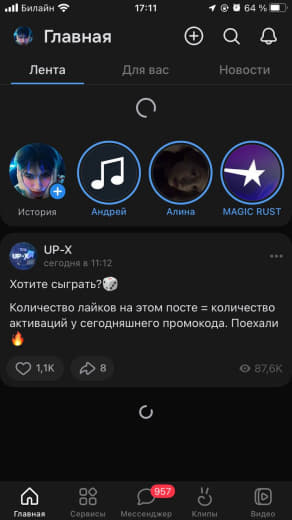 Билайн
17:11
64 %
Главная
Лента
Для вас
Новости
История
Андрей
Алина
MAGIC RUST
UP-X
UP-X
сегодня в 11:12
Хотите сыграть?🎲
Количество лайков на этом посте = количество
активаций у сегодняшнего промокода. Поехали
🔥
1,1K
8
87,6K
957
Главная
Сервисы
Мессенджер
Клипы
Видео